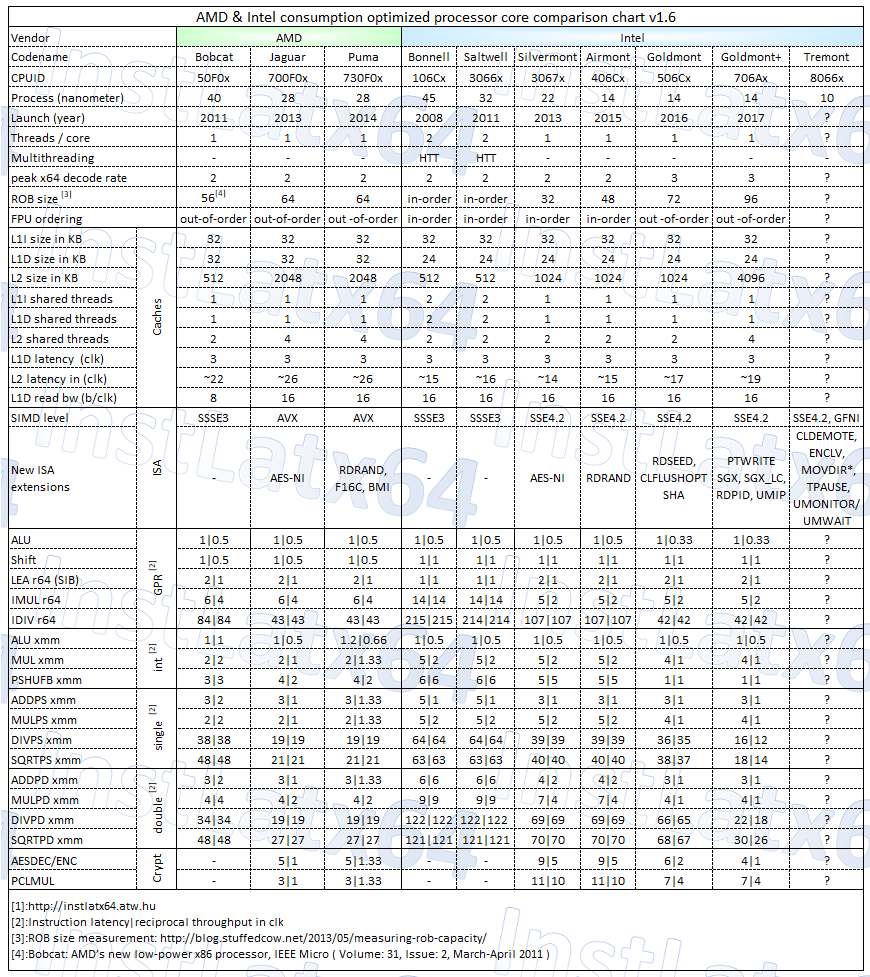 AMD & Intel consumption optimized processor core comparison chart v1.6
Vendor AMD Intel
Codename Bobcat Jaguar Puma Bonnell Saltwell Silvermont Airmont Goldmont Goldmont+ Tremont
CPUID 50F0x 700F0x 730F0x 106Cx 3066x 3067x 406Cx 506Cx 706Ax 8066x
Process (nanometer) 40 28 28 45 32 22 14 14 14 10
Launch (year) 2011 2013 2014 2008 2011 2013 2015 2016 2017 ?
Threads / core 1 1 1 2 2 1 1 1 1 ?
Multithreading - - - HTT HTT - - - - -
peak x64 decode rate 2 2 2 2 2 2 2 3 3 ?
ROB size [3] 56[4] 64 64 in-order in-order 32 48 72 96 ?
FPU ordering out-of-order out-of-order out -of-order in-order in-order in-order in-order out -of-order out -of-order ?
Caches
L1I size in KB 32 32 32 32 32 32 32 32 32 ?
L1D size in KB 32 32 32 24 24 24 24 24 24 ?
L2 size in KB 512 2048 2048 512 512 1024 1024 1024 4096 ?
L1I shared threads 1 1 1 2 2 1 1 1 1 ?
L1D shared threads 1 1 1 2 2 1 1 1 1 ?
L2 shared threads 2 4 4 2 2 2 2 2 4 ?
L1D latency (clk) 3 3 3 3 3 3 3 3 3 ?
L2 latency in (clk) ~22 ~26 ~26 ~15 ~16 ~14 ~15 ~17 ~19 ?
L1D read bw (b/clk) 8 16 16 16 16 16 16 16 16 ?
ISA
SIMD level SSSE3 AVX AVX SSSE3 SSSE3 SSE4.2 SSE4.2 SSE4.2 SSE4.2 SSE4.2, GFNI
New ISA extensions - AES-NI RDRAND, F16C, BMI - - AES-NI RDRAND RDSEED, CLFLUSHOPT SHA PTWRITE SGX, SGX_LC, RDPID, UMIP CLDEMOTE, ENCLV, MOVDIR*, TPAUSE, UMONITOR/ UMWAIT
GPR [2]
ALU 1|0.5 1|0.5 1|0.5 1|0.5 1|0.5 1|0.5 1|0.5 1|0.33 1|0.33 ?
Shift 1|0.5 1|0.5 1|0.5 1|1 1|1 1|1 1|1 1|1 1|1 ?
LEA r64 (SIB) 2|1 2|1 2|1 1|1 1|1 2|1 2|1 2|1 2|1 ?
IMUL r64 6|4 6|4 6|4 14|14 14|14 5|2 5|2 5|2 5|2 ?
IDIV r64 84|84 43|43 43|43 215|215 214|214 107|107 107|107 42|42 42|42 ?
int [2]
ALU xmm 1|1 1|0.5 1.2|0.66 1|0.5 1|0.5 1|0.5 1|0.5 1|0.5 1|0.5 ?
MUL xmm 2|2 2|1 2|1.33 5|2 5|2 5|2 5|2 4|1 4|1 ?
PSHUFB xmm 3|3 4|2 4|2 6|6 6|6 5|5 5|5 1|1 1|1 ?
single [2]
ADDPS xmm 3|2 3|1 3|1.33 5|1 5|1 3|1 3|1 3|1 3|1 ?
MULPS xmm 2|2 2|1 2|1.33 5|2 5|2 5|2 5|2 4|1 4|1 ?
DIVPS xmm 38|38 19|19 19|19 64|64 64|64 39|39 39|39 36|35 16|12 ?
SQRTPS xmm 48|48 21|21 21|21 63|63 63|63 40|40 40|40 38|37 18|14 ?
double [2]
ADDPD xmm 3|2 3|1 3|1.33 6|6 6|6 4|2 4|2 3|1 3|1 ?
MULPD xmm 4|4 4|2 4|2 9|9 9|9 7|4 7|4 4|1 4|1 ?
DIVPD xmm 34|34 19|19 19|19 122|122 122|122 69|69 69|69 66|65 22|18 ?
SQRTPD xmm 48|48 27|27 27|27 121|121 121|121 70|70 70|70 68|67 30|26 ?
Crypt
AESDEC/ENC - 5|1 5|1.33 - - 9|5 9|5 6|2 4|1 ?
PCLMUL - 3|1 3|1.33 - - 11|10 11|10 7|4 7|4 ?
[1]:http://instlatx64.atw.hu
[2]:Instruction latency|reciprocal throughput in clk
[3]:ROB size measurement: http://blog.stuffedcow.net/2013/05/measuring-rob-capacity/
[4]:Bobcat: AMD's new low-power x86 processor, IEEE Micro ( Volume: 31, Issue: 2, March-April 2011 )
InstLatx64